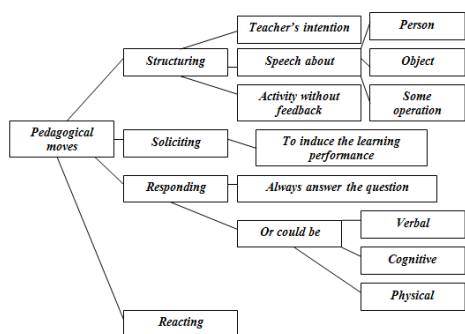 Teacher's intention
Person
Structuring
Speech about
Object
Activity without
feedback
Some
operation
Pedagogical
moves
Soliciting
To induce the learning
performance
Responding
Always answer the question
Or could be
Verbal
Cognitive
Physical
Reacting